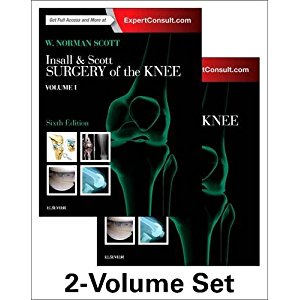 Get Full Access and More at
ExpertConsult.com
W. NORMAN SCOTT
Insall & Scott
SURGERY of the KNEE
VOLUME I
Sixth Edition
ELSEVIER
ExpertConsult.com
KNEE
ELSEVIER
2-Volume Set